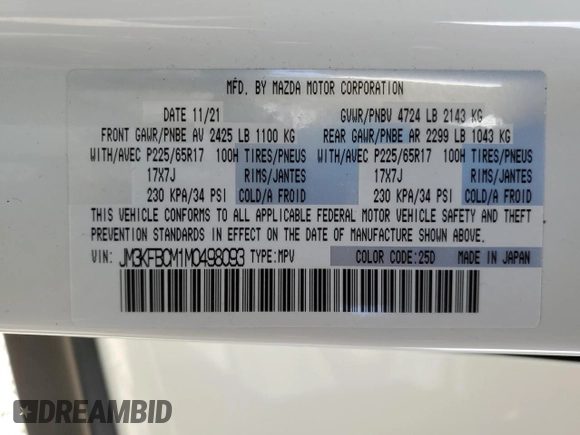 MFD. BY MAZDA MOTOR CORPORATION
DATE 11/21 GVWR/PNBV 4724 LB 2143 KG
FRONT GAWR/PNBE AV 2425 LB 1100 KG REAR GAWR/PNBE AR 2299 LB 1043 KG
WITH/AVEC P225/65R17 100H TIRES/PNEUS WITH/AVEC P225/65R17 100H TIRES/PNEUS
17X7J RIMS/JANTES 17X7J RIMS/JANTES
230 KPA/34 PSI COLD/A FROID 230 KPA/34 PSI COLD/A FROID
THIS VEHICLE CONFORMS TO ALL APPLICABLE FEDERAL MOTOR VEHICLE SAFETY AND THEFT
PREVENTION STANDARDS IN EFFECT ON THE DATE OF MANUFACTURE SHOWN ABOVE.
VIN: JM3KFBCM1M0498093 TYPE:MPV COLOR CODE:25D MADE IN JAPAN
DREAMBID